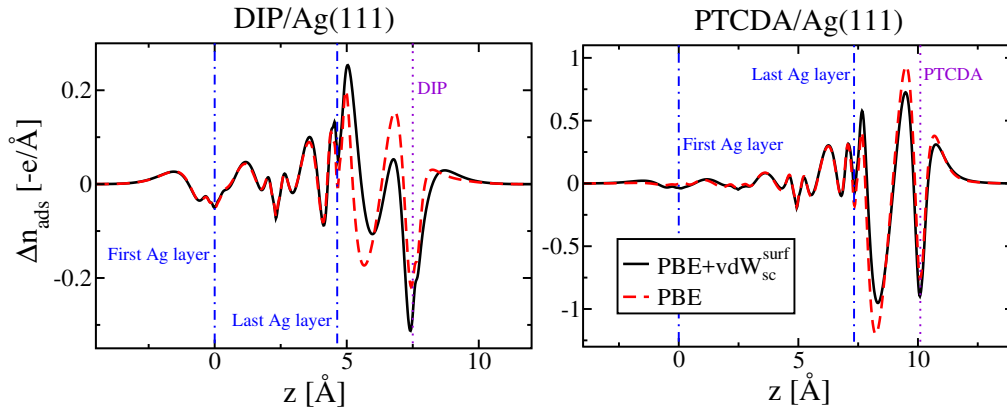 DIP/Ag(111)
Δn_ads [-e/Å]
0.2
0
-0.2
DIP
First Ag layer
Last Ag layer
0
5
10
z [Å]
PTCDA/Ag(111)
1
0.5
0
-0.5
-1
Last Ag layer
PTCDA
First Ag layer
PBE+vdW^surf_sc
PBE
0
5
10
z [Å]